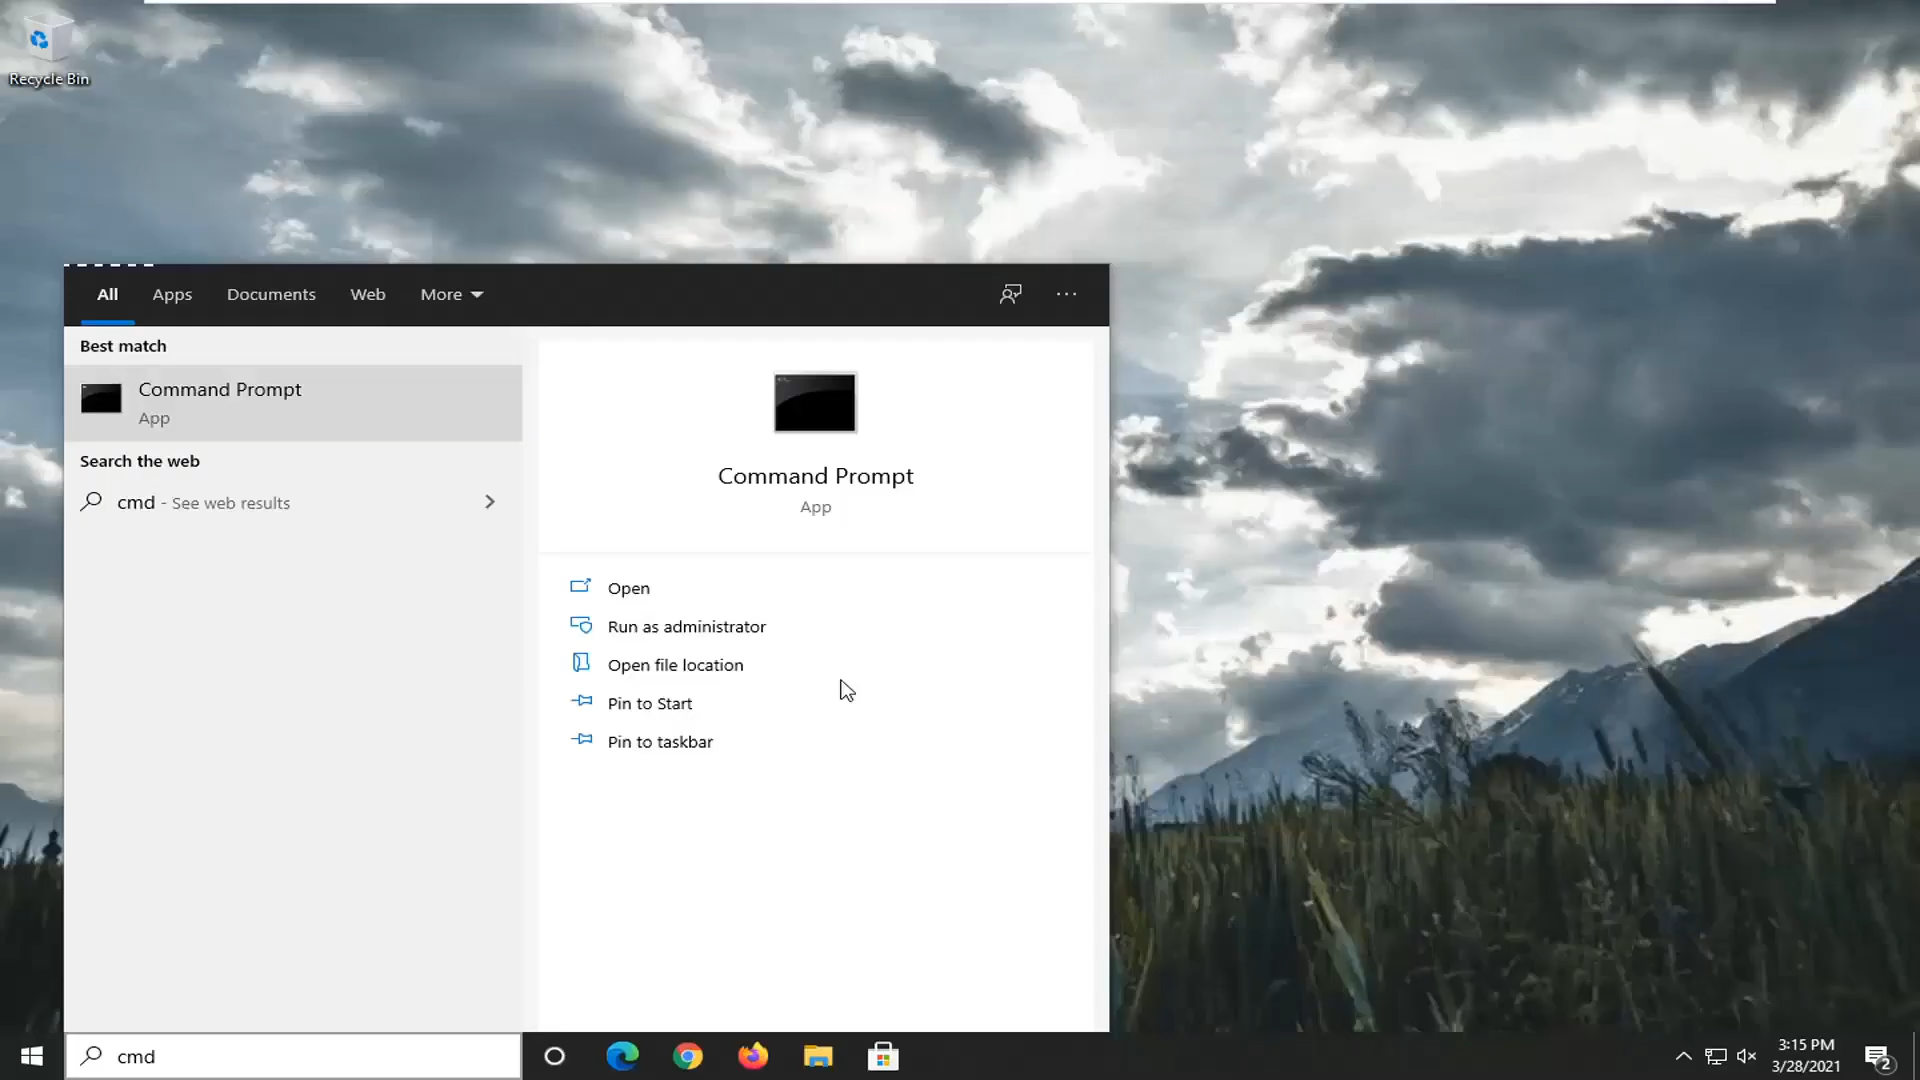 Recycle Bin
All Apps Documents Web More
Best match
Command Prompt
App
Search the web
cmd - See web results
Command Prompt
App
Open
Run as administrator
Open file location
Pin to Start
Pin to taskbar
cmd
3:15 PM
3/28/2021
2